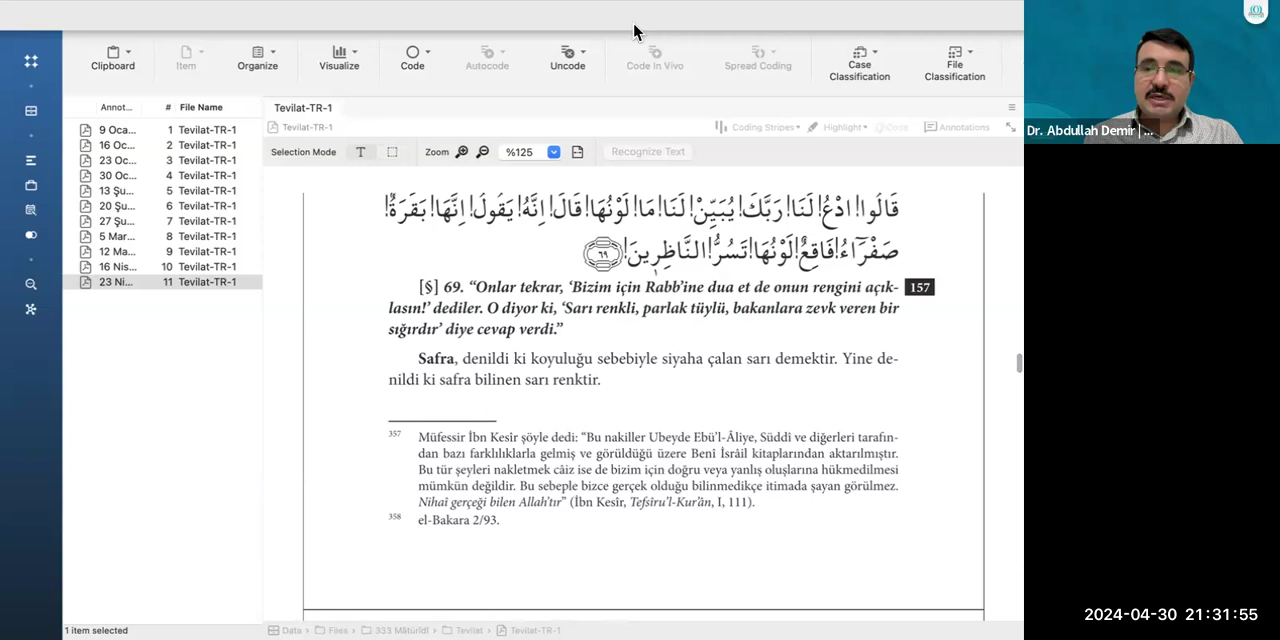 Clipboard
Item
Organize
Visualize
Code
Autocode
Uncode
Code In Vivo
Spread Coding
Case Classification
File Classification
Annot... # File Name
9 Oca... 1 Tevilat-TR-1
16 Oc... 2 Tevilat-TR-1
23 Oc... 3 Tevilat-TR-1
30 Oc... 4 Tevilat-TR-1
13 Şu... 5 Tevilat-TR-1
20 Şu... 6 Tevilat-TR-1
27 Şu... 7 Tevilat-TR-1
5 Mar... 8 Tevilat-TR-1
12 Ma... 9 Tevilat-TR-1
16 Nis... 10 Tevilat-TR-1
23 Ni... 11 Tevilat-TR-1
1 item selected
Tevilat-TR-1
Tevilat-TR-1
Coding Stripes
Highlight
Code
Annotations
Selection Mode T Zoom %125 Recognize Text
قَالُوا! ادْعُ! لَنَا! رَبَّكَ! يُبَيِّنْ! لَنَا! مَا! لَوْنُهَا! قَالَ! اِنَّهُ! يَقُولُ! اِنَّهَا! بَقَرَةٌ!
صَفْرَٓاءُ! فَاقِعٌ! لَوْنُهَا! تَسُرُّ! النَّاظِرٖينَ! ٦٩
[§] 69. “Onlar tekrar, ‘Bizim için Rabb’ine dua et de onun rengini açık- 157
lasın!’ dediler. O diyor ki, ‘Sarı renkli, parlak tüylü, bakanlara zevk veren bir
sığırdır’ diye cevap verdi.”
Safra, denildi ki koyuluğu sebebiyle siyaha çalan sarı demektir. Yine de-
nildi ki safra bilinen sarı renktir.
357 Müfessir İbn Kesîr şöyle dedi: “Bu nakiller Ubeyde Ebü’l-Âliye, Süddî ve diğerleri tarafın-
dan bazı farklılıklarla gelmiş ve görüldüğü üzere Benî İsrâil kitaplarından aktarılmıştır.
Bu tür şeyleri nakletmek câiz ise de bizim için doğru veya yanlış oluşlarına hükmedilmesi
mümkün değildir. Bu sebeple bizce gerçek olduğu bilinmedikçe itimada şayan görülmez.
Nihaî gerçeği bilen Allah’tır” (İbn Kesîr, Tefsîru’l-Kur’ân, I, 111).
358 el-Bakara 2/93.
Data > Files > 333 Mâtürîdî > Tevilat > Tevilat-TR-1
Dr. Abdullah Demir | ...
2024-04-30 21:31:55